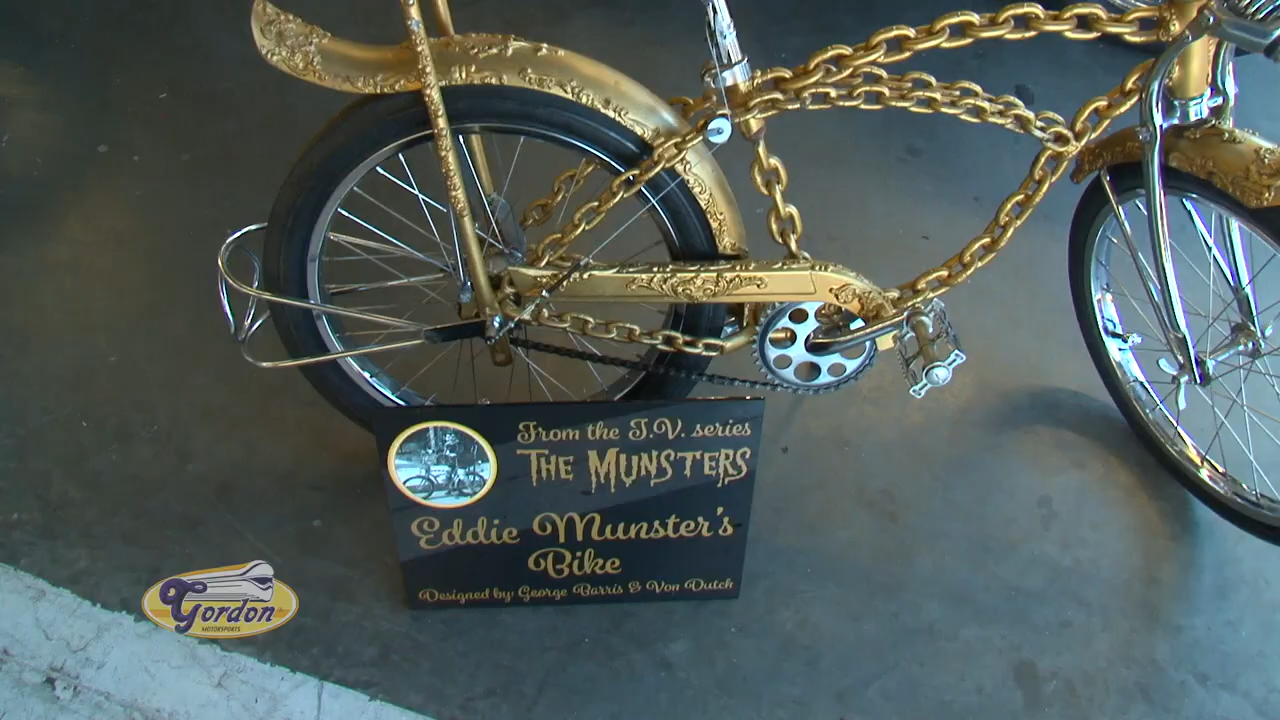 From the T.V. series
THE MUNSTERS
Eddie Munster's
Bike
Designed by: George Barris & Von Dutch
Gordon
MOTORSPORTS